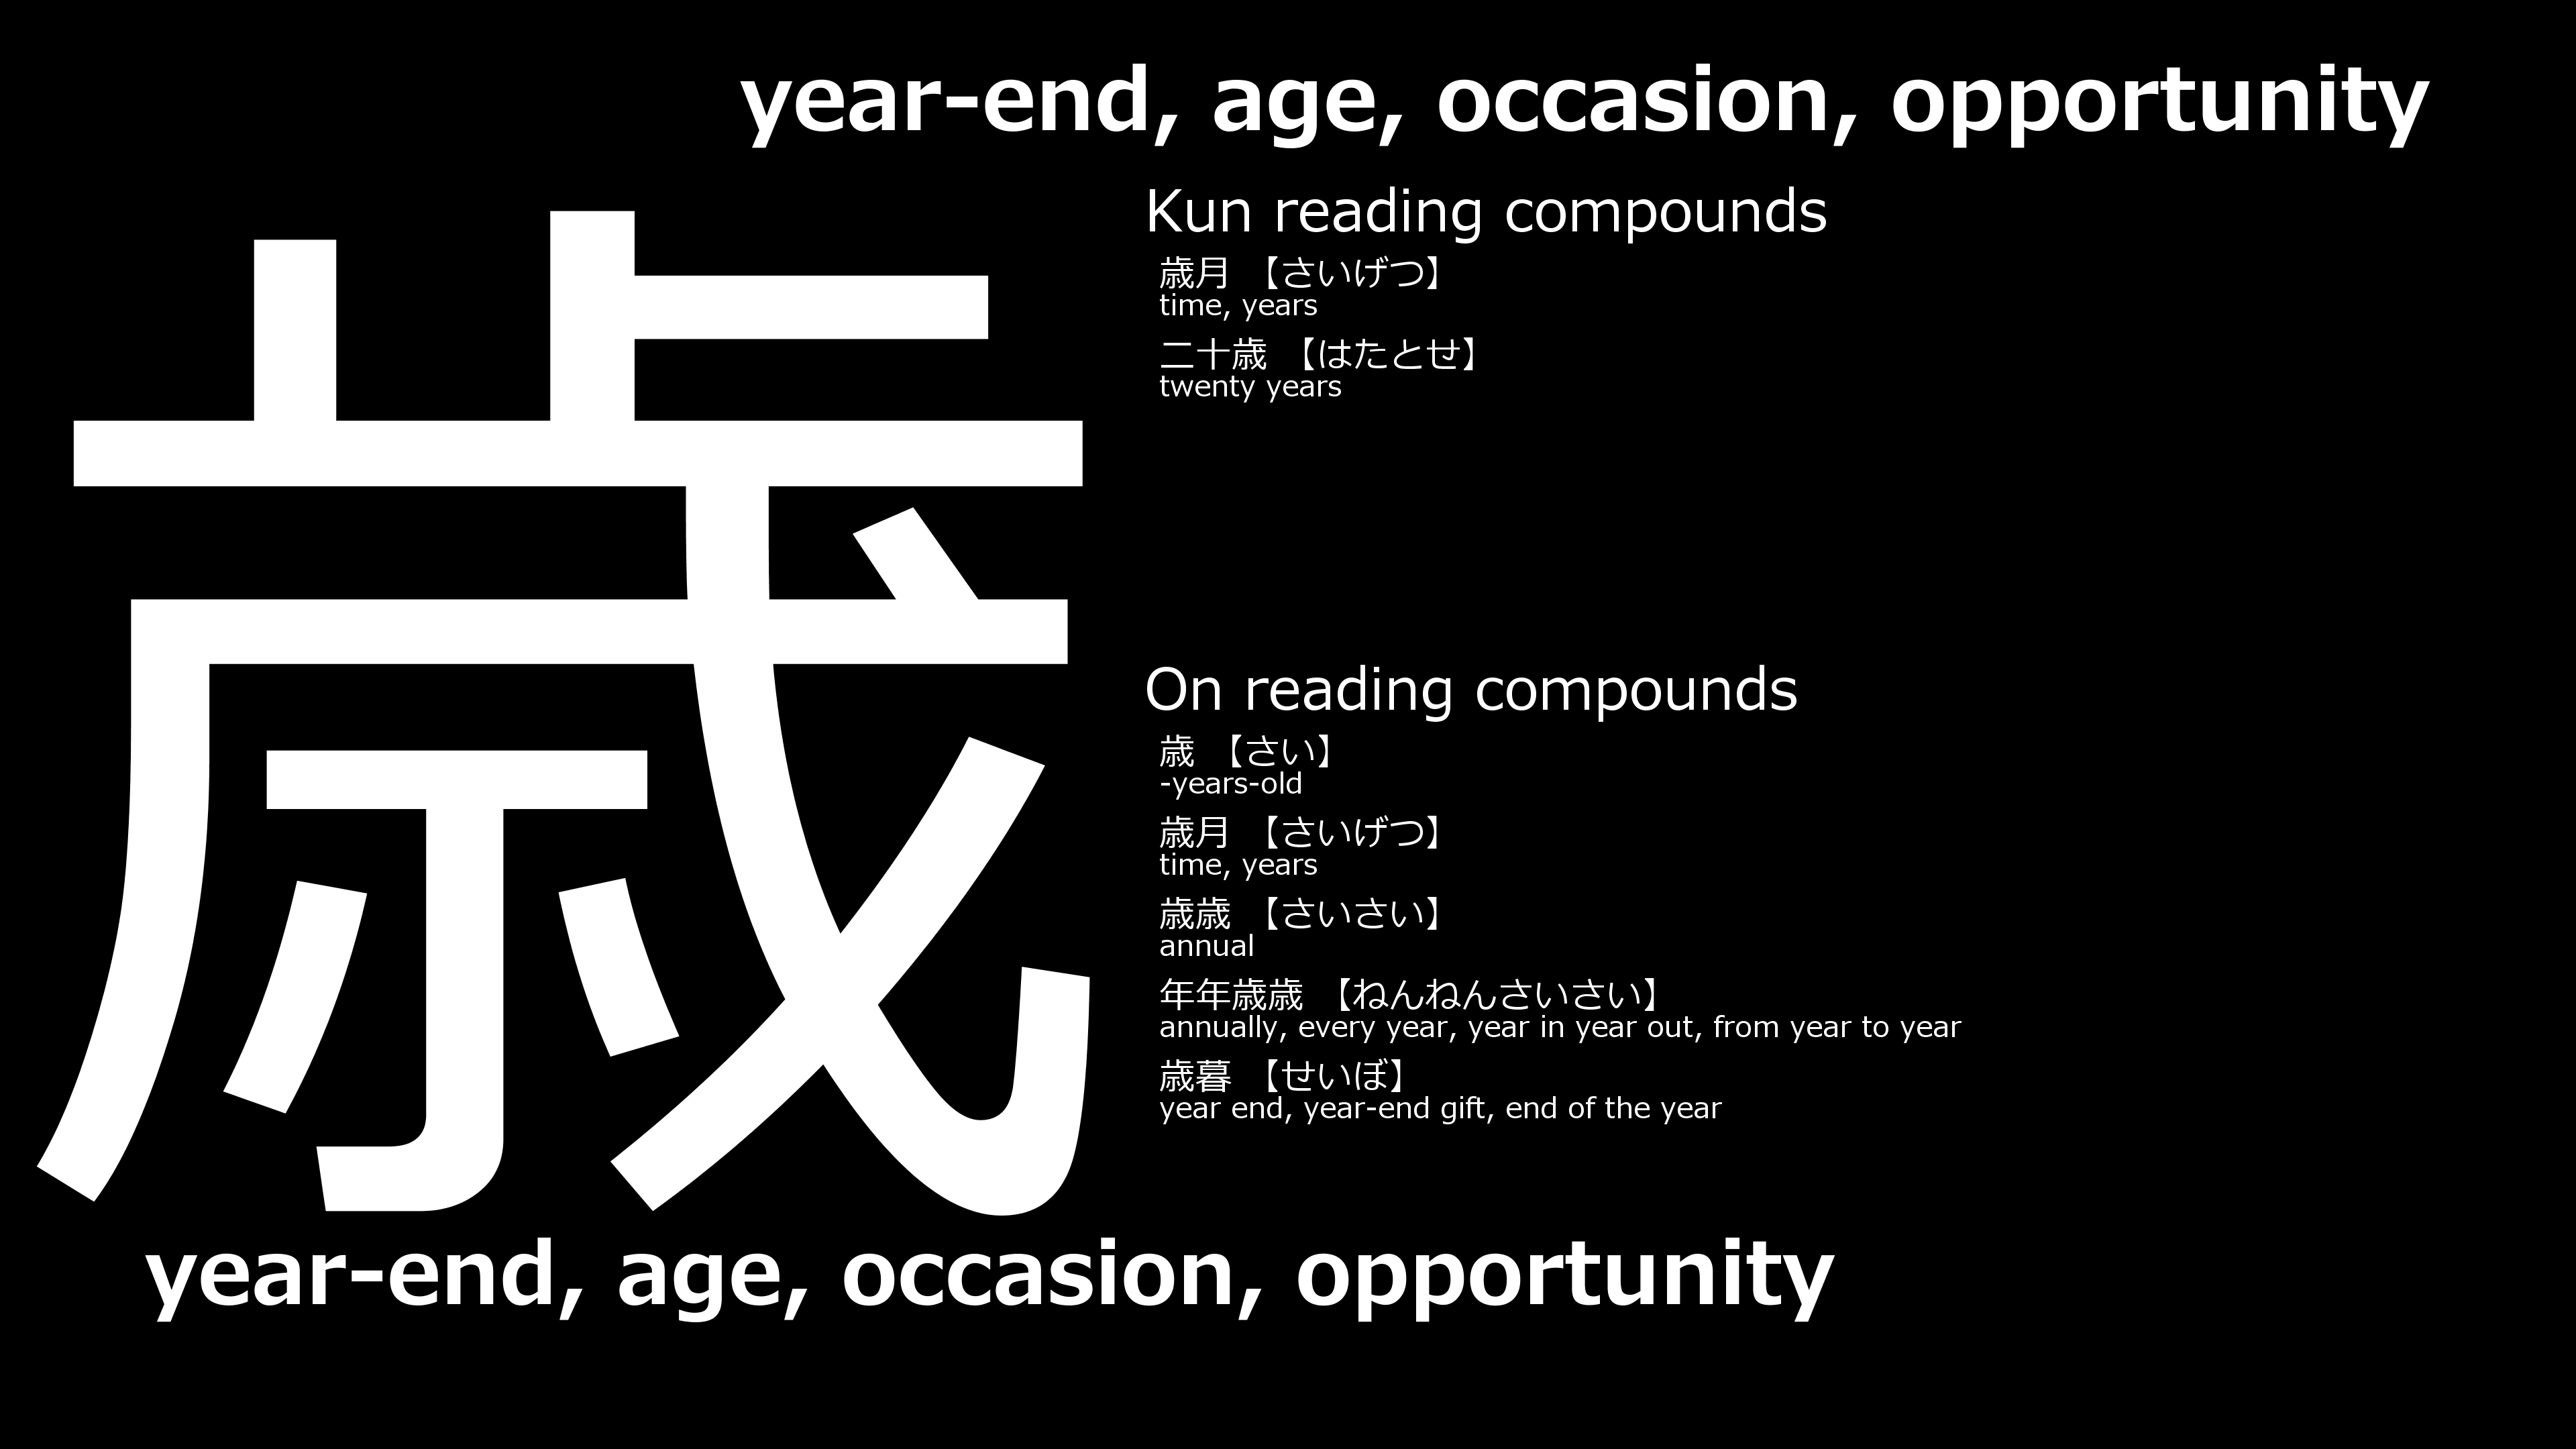 year-end, age, occasion, opportunity
歳
Kun reading compounds
歳月 【さいげつ】
time, years
二十歳 【はたとせ】
twenty years
On reading compounds
歳 【さい】
-years-old
歳月 【さいげつ】
time, years
歳歳 【さいさい】
annual
年年歳歳 【ねんねんさいさい】
annually, every year, year in year out, from year to year
歳暮 【せいぼ】
year end, year-end gift, end of the year
year-end, age, occasion, opportunity